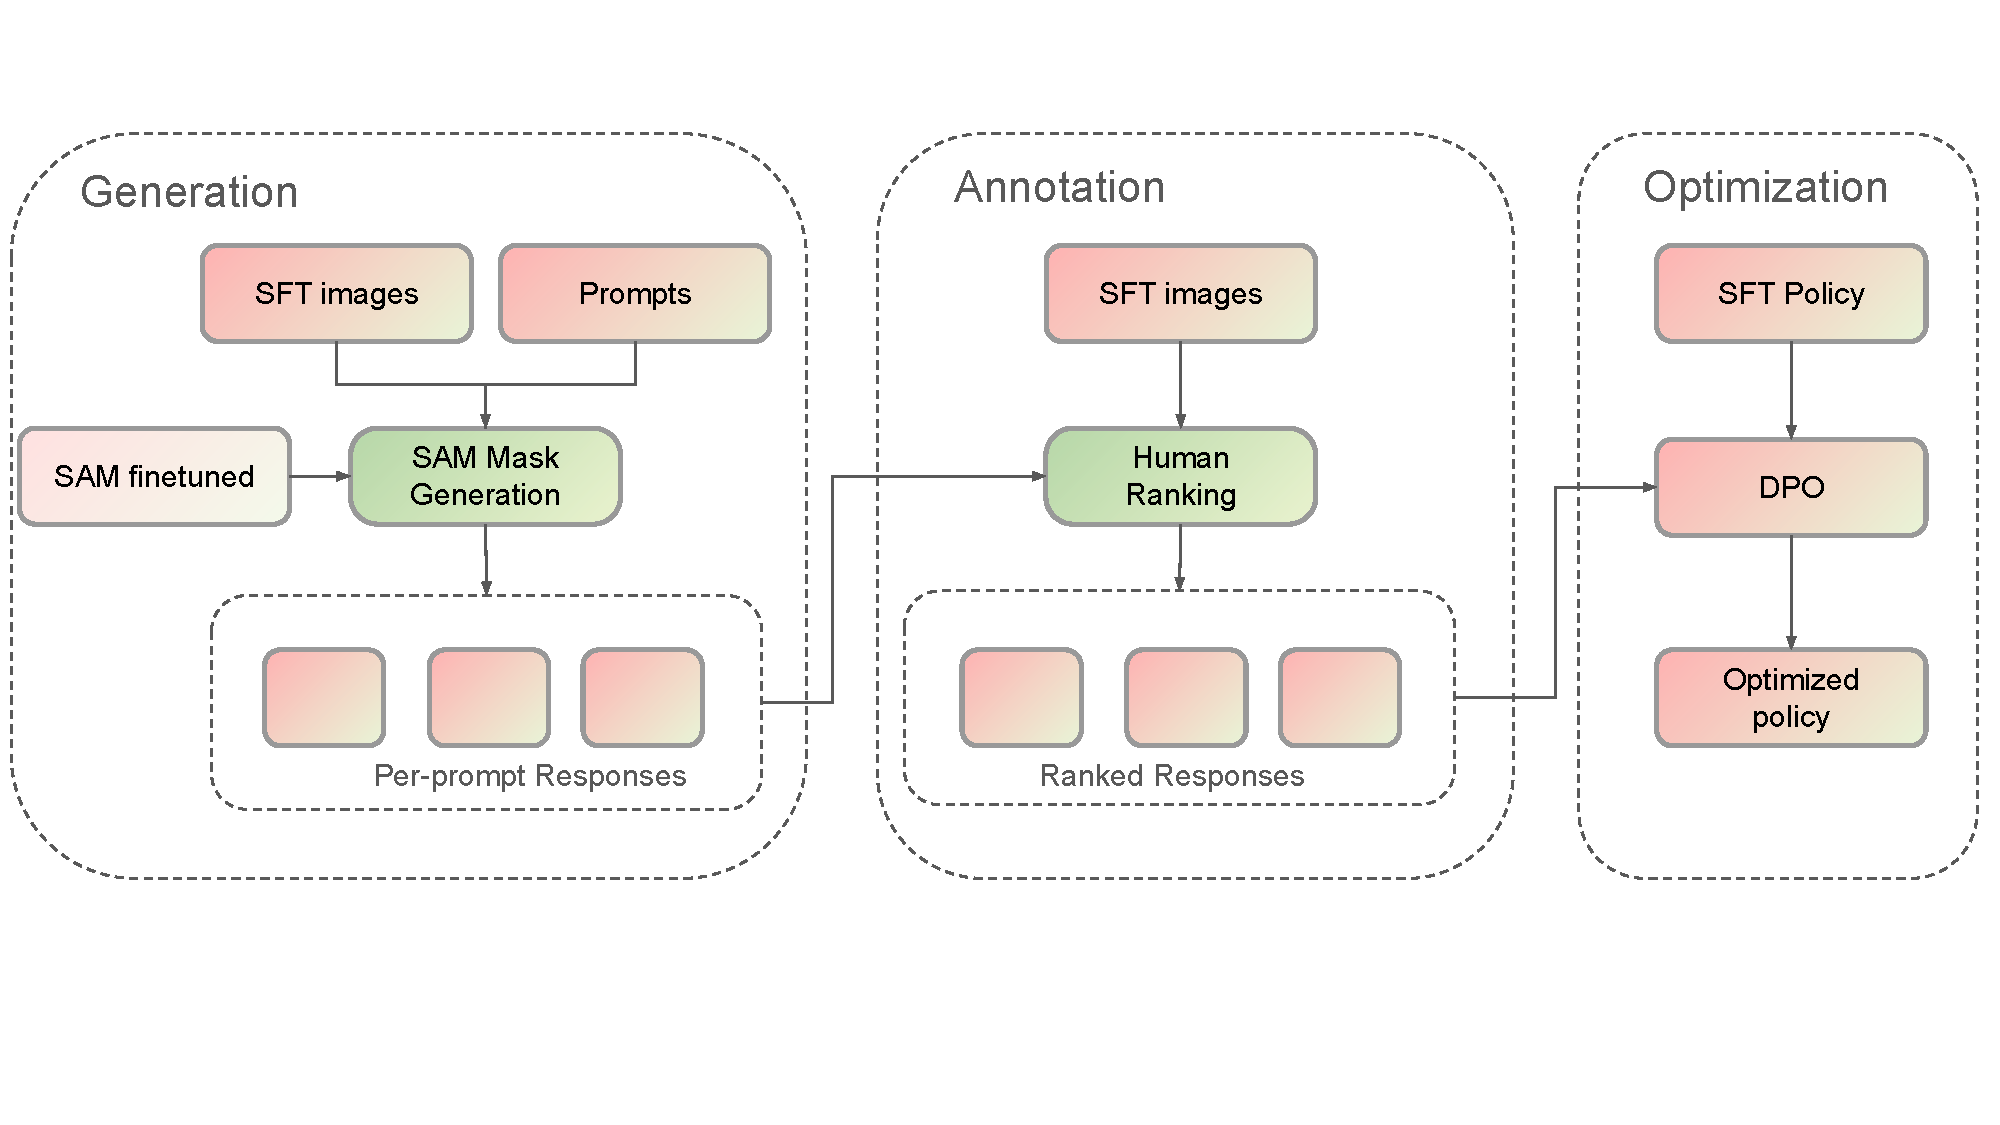 Generation
SFT images
Prompts
SAM finetuned
SAM Mask
Generation
Per-prompt Responses
Annotation
SFT images
Human
Ranking
Ranked Responses
Optimization
SFT Policy
DPO
Optimized
policy